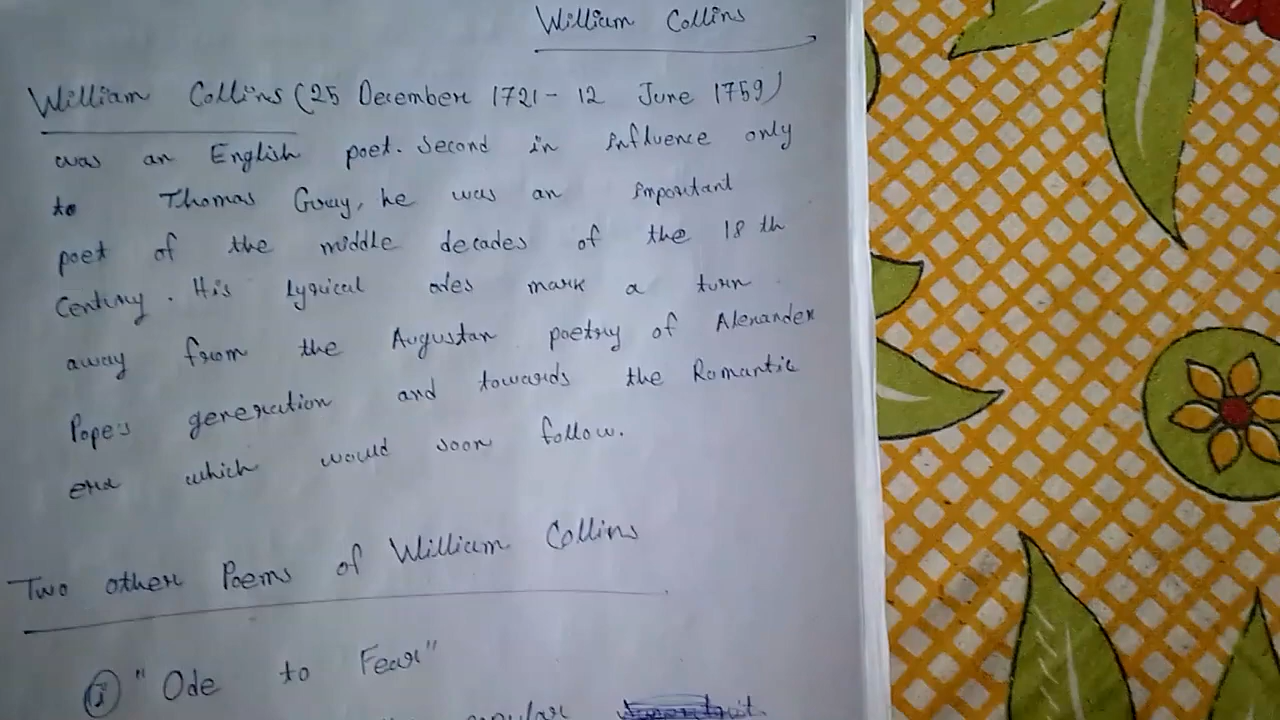 William Collins
William Collins (25 December 1721 - 12 June 1759)
was an English poet. Second in influence only
to Thomas Gray, he was an important
poet of the middle decades of the 18 th
Century. His Lyrical odes mark a turn
away from the Augustan poetry of Alexander
Pope's generation and towards the Romantic
era which would soon follow.
Two other Poems of William Collins
(i) "Ode to Fear"
popular